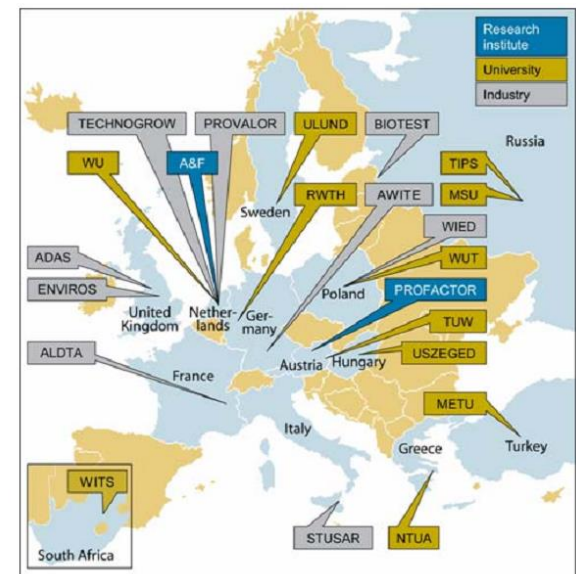 Research
institute
University
Industry
TECHNOGROW
PROVALOR
ULUND
BIOTEST
Russia
WU
A&F
TIPS
RWTH
AWITE
MSU
Sweden
WIED
ADAS
WUT
ENVIROS
Poland
PROFACTOR
United
Kingdom
Nether-
lands
Ger-
many
TUW
ALDTA
Austria
Hungary
USZEGED
France
METU
Italy
Greece
Turkey
WITS
South Africa
STUSAR
NTUA